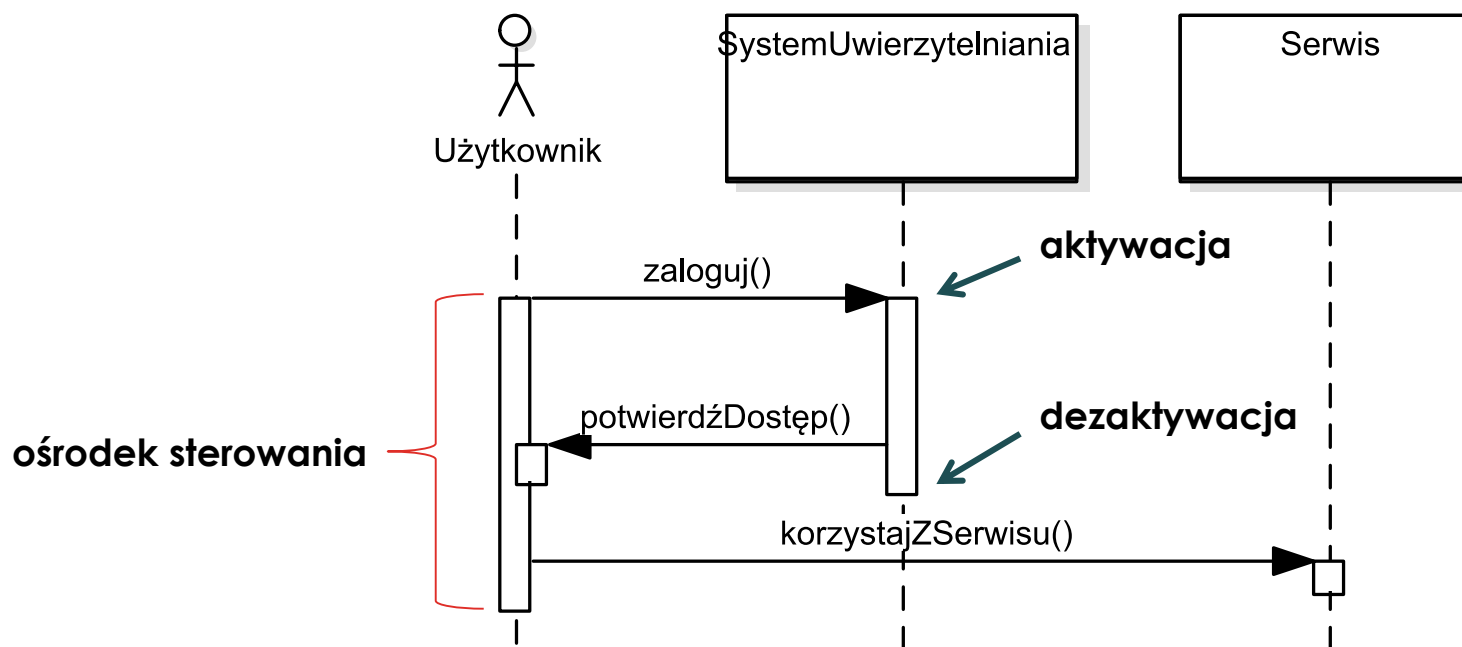 SystemUwierzytelniania
Serwis
Użytkownik
aktywacja
zaloguj()
potwierdźDostęp()
dezaktywacja
ośrodek sterowania
korzystajZSerwisu()